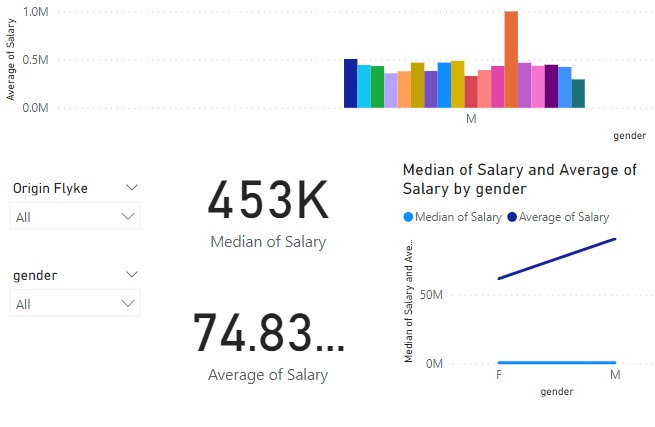 1.0M
0.5M
0.0M
Average of Salary
M
gender
Origin Flyke
All
gender
All
453K
Median of Salary
74.83...
Average of Salary
Median of Salary and Average of
Salary by gender
Median of Salary Average of Salary
Median of Salary and Ave...
50M
0M
F M
gender